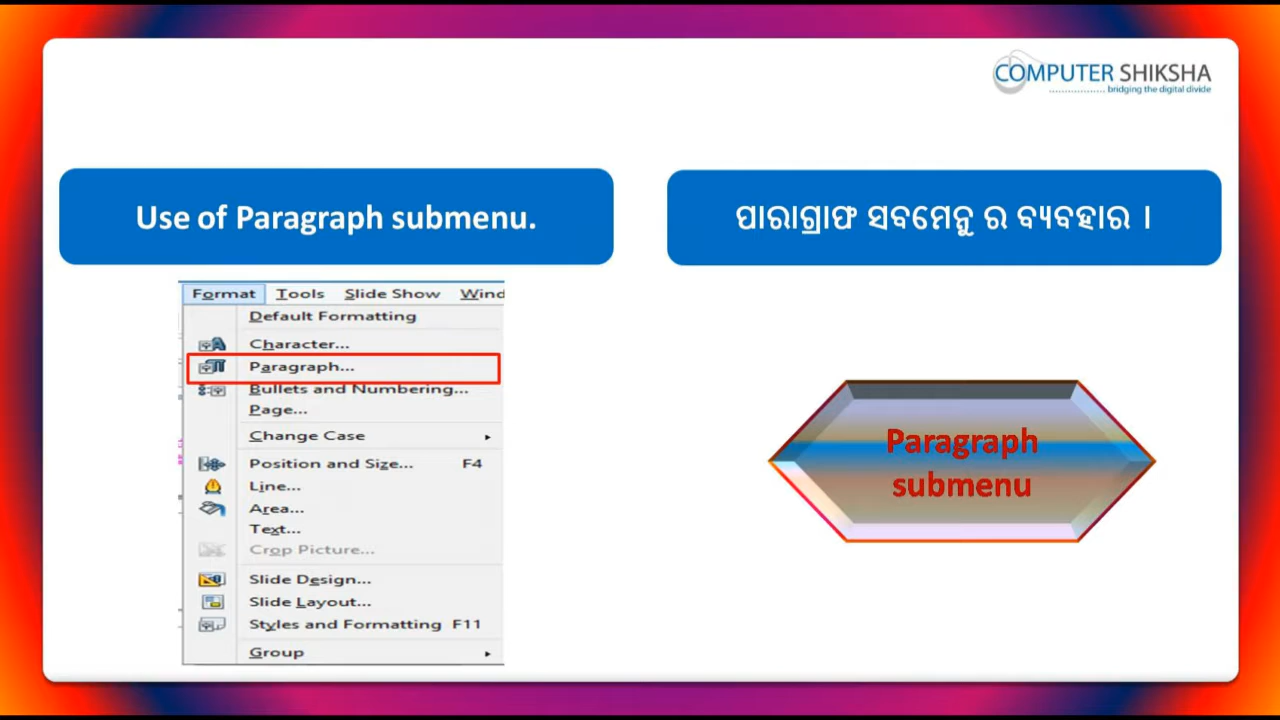 COMPUTER SHIKSHA
bridging the digital divide
Use of Paragraph submenu.
ପାରାଗ୍ରାଫ ସବମେନୁ ର ବ୍ୟବହାର ।
Format Tools Slide Show Wind
Default Formatting
Character...
Paragraph...
Bullets and Numbering...
Page...
Change Case
Position and Size... F4
Line...
Area...
Text...
Crop Picture...
Slide Design...
Slide Layout...
Styles and Formatting F11
Group
Paragraph
submenu